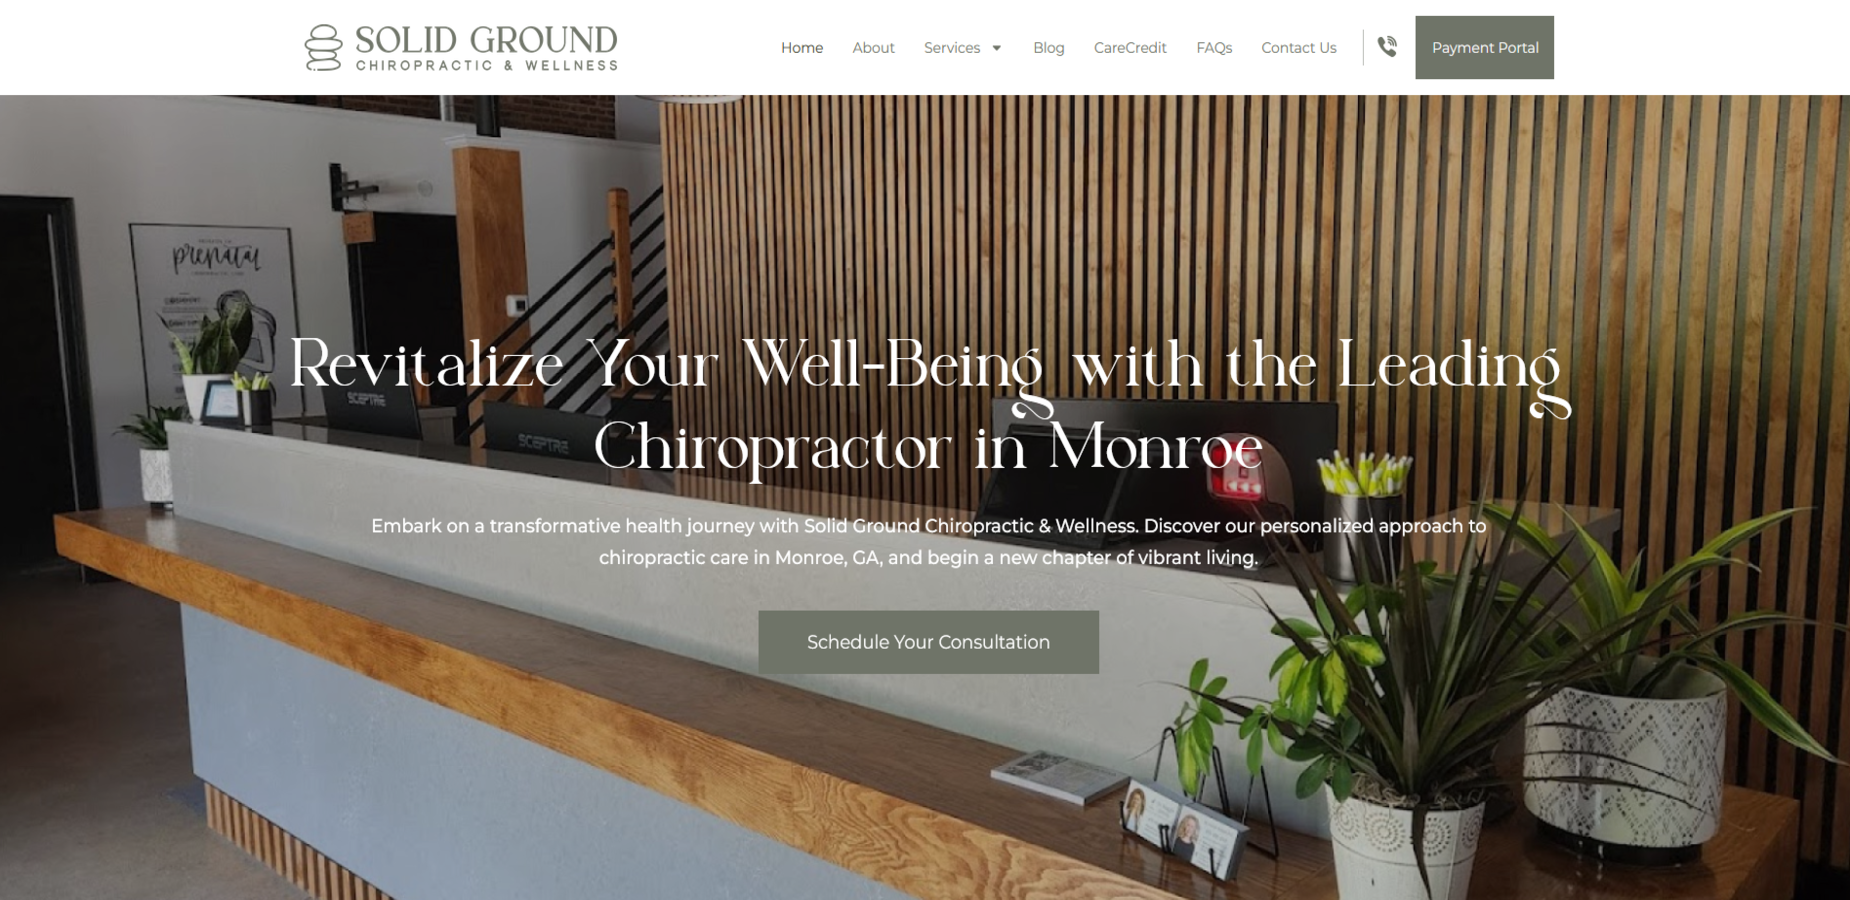 SOLID GROUND
CHIROPRACTIC & WELLNESS
Home About Services Blog CareCredit FAQs Contact Us Payment Portal
prenatal
SCEPTRE
SCEPTRE
Revitalize Your Well-Being with the Leading
Chiropractor in Monroe
Embark on a transformative health journey with Solid Ground Chiropractic & Wellness. Discover our personalized approach to
chiropractic care in Monroe, GA, and begin a new chapter of vibrant living.
Schedule Your Consultation